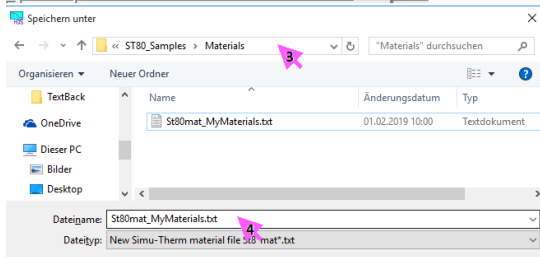 Speichern unter
« ST80_Samples > Materials
"Materials" durchsuchen
3
Organisieren
Neuer Ordner
?
TextBack
OneDrive
Dieser PC
Bilder
Desktop
Name Änderungsdatum Typ
St80mat_MyMaterials.txt 01.02.2019 10:00 Textdokument
Dateiname: St80mat_MyMaterials.txt
4
Dateityp: New Simu-Therm material file St8*mat*.txt